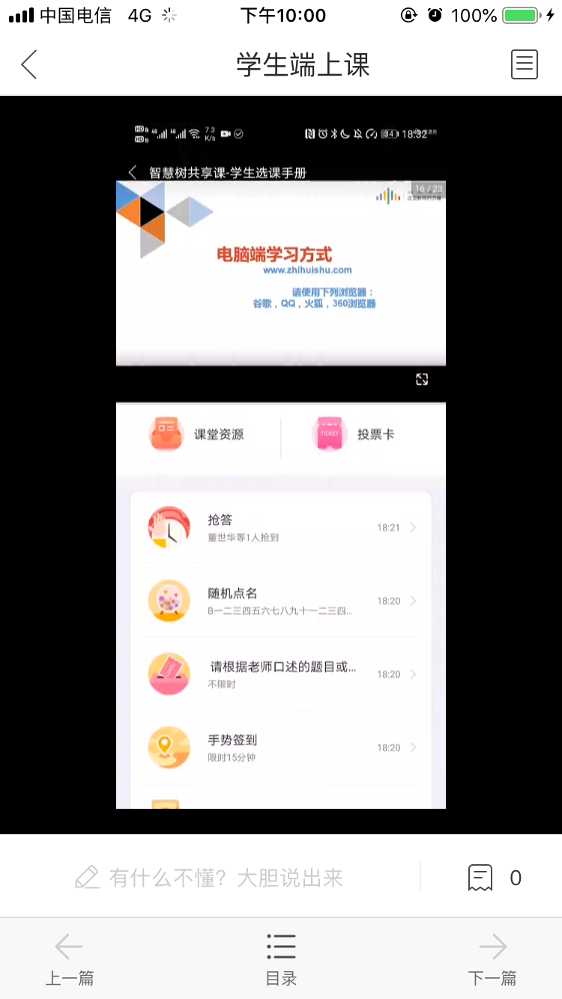 中国电信 4G 下午10:00 100%
学生端上课
7.3
K/s
34 18:32
智慧树共享课-学生选课手册
16 / 23
电脑端学习方式
www.zhihuishu.com
请使用下列浏览器：
谷歌，QQ，火狐，360浏览器
课堂资源
TICKET
投票卡
抢答
董世华等1人抢到
18:21
随机点名
B一二三四五六七八九十一二三四...
18:20
请根据老师口述的题目或...
不限时
18:20
手势签到
限时15分钟
18:20
有什么不懂？大胆说出来
0
上一篇
目录
下一篇